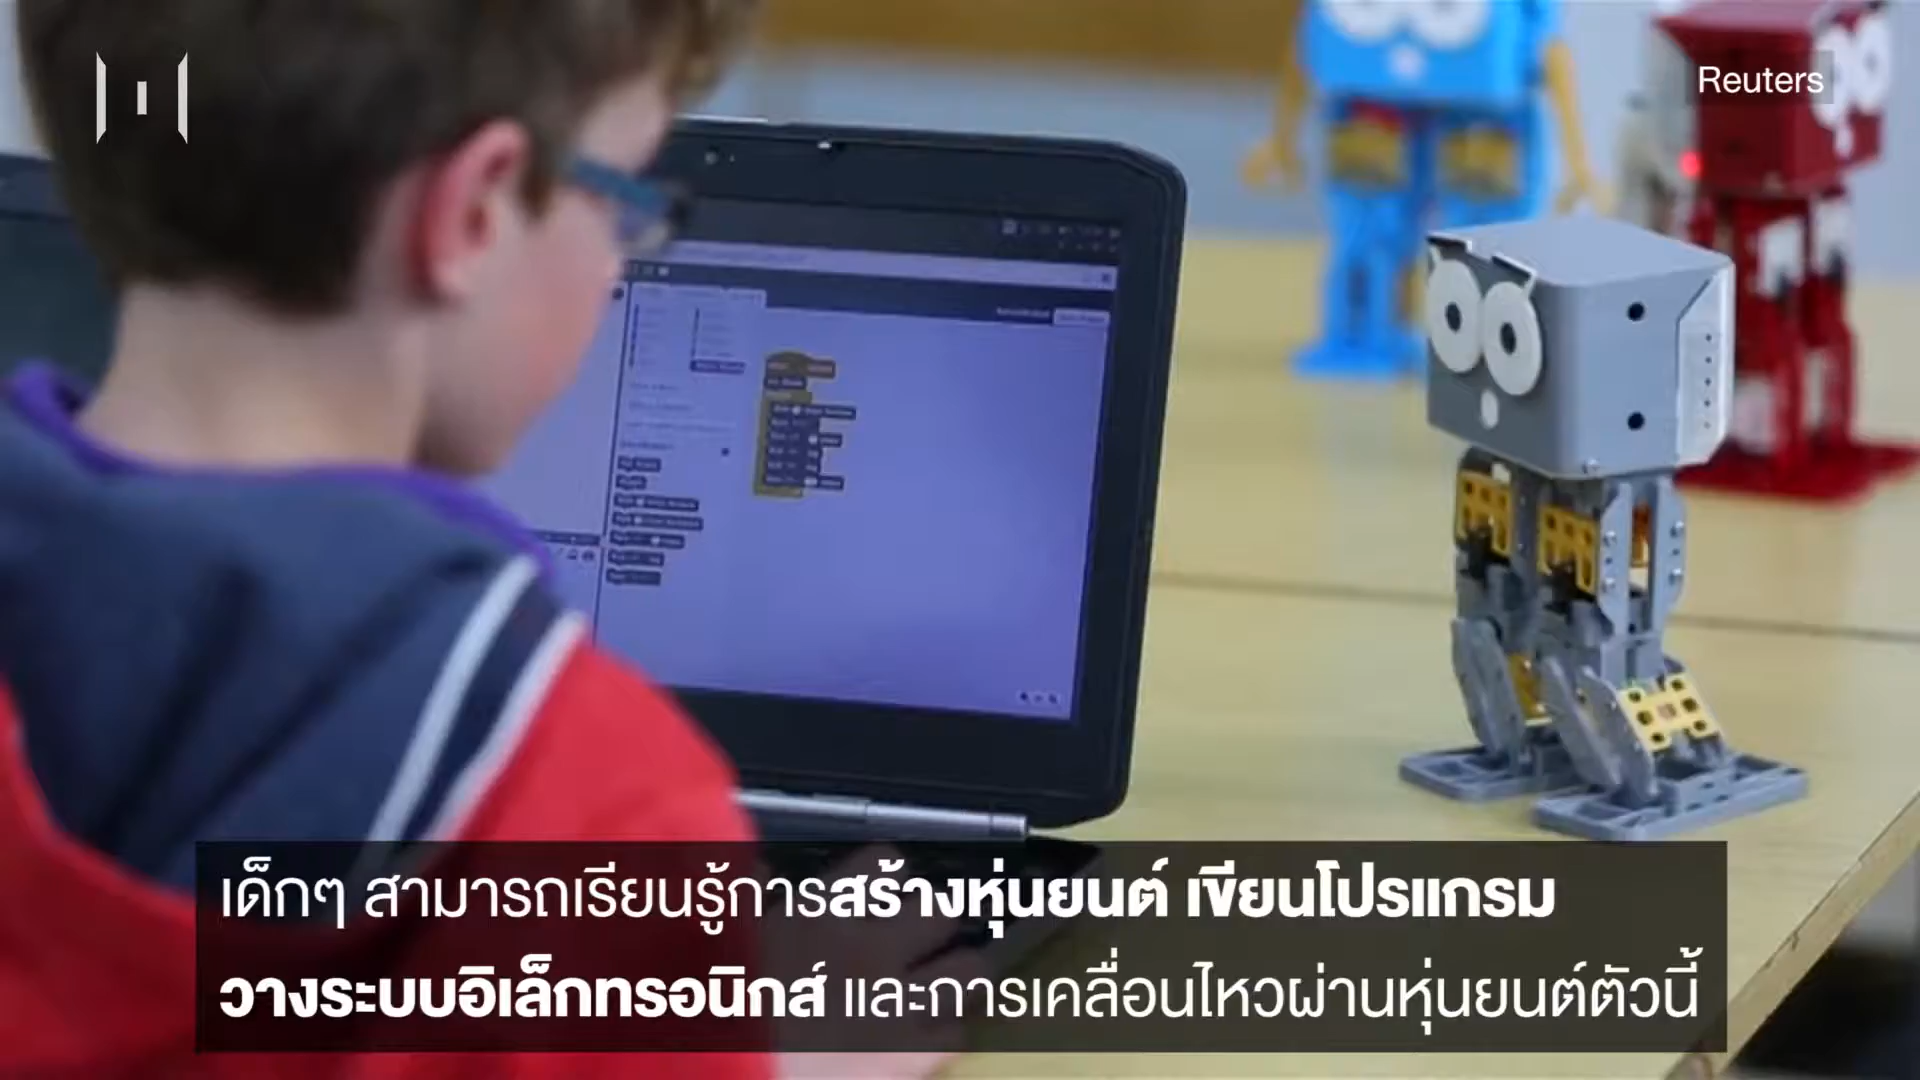 Reuters
เด็กๆ สามารถเรียนรู้การสร้างหุ่นยนต์ เขียนโปรแกรม
วางระบบอิเล็กทรอนิกส์ และการเคลื่อนไหวผ่านหุ่นยนต์ตัวนี้